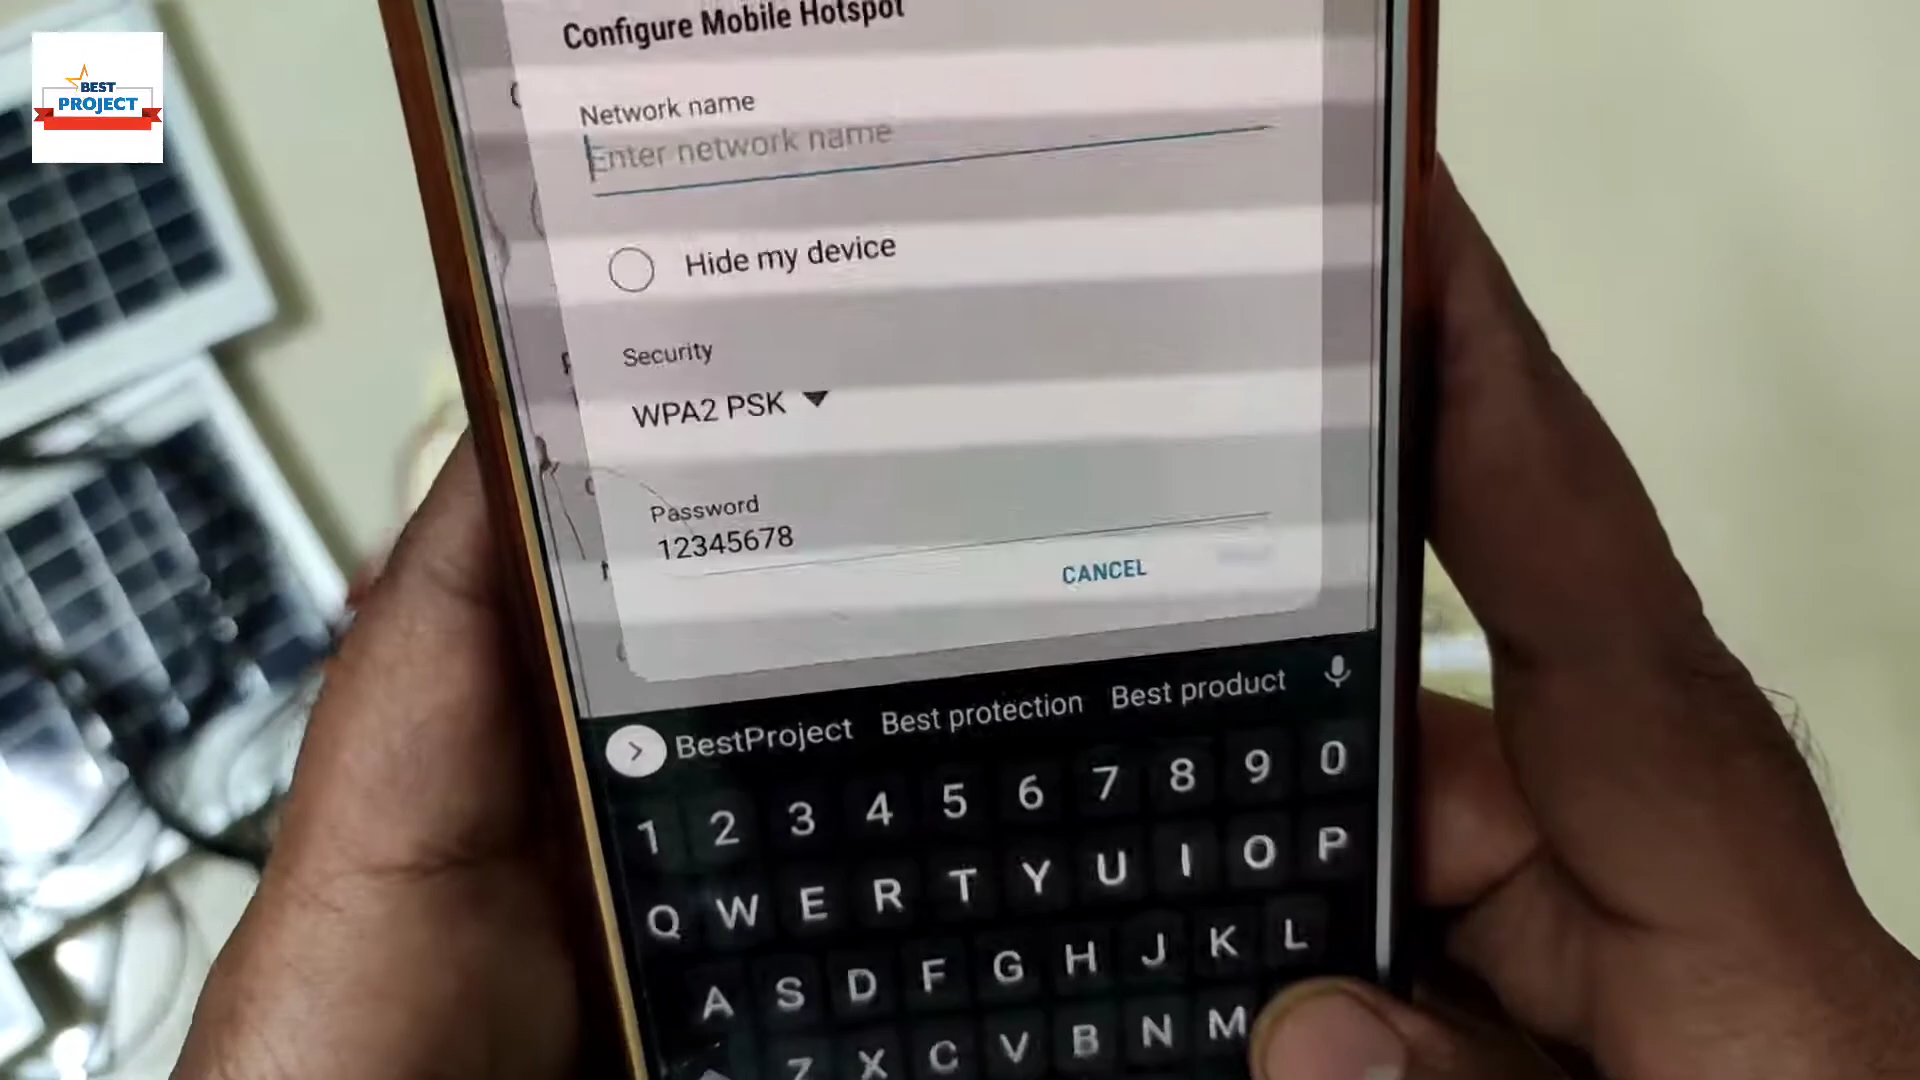 BEST
PROJECT
Configure Mobile Hotspot
Network name
Enter network name
Hide my device
Security
WPA2 PSK
Password
12345678
CANCEL
BestProject Best protection Best product
1 2 3 4 5 6 7 8 9 0
Q W E R T Y U I O P
A S D F G H J K L
Z X C V B N M